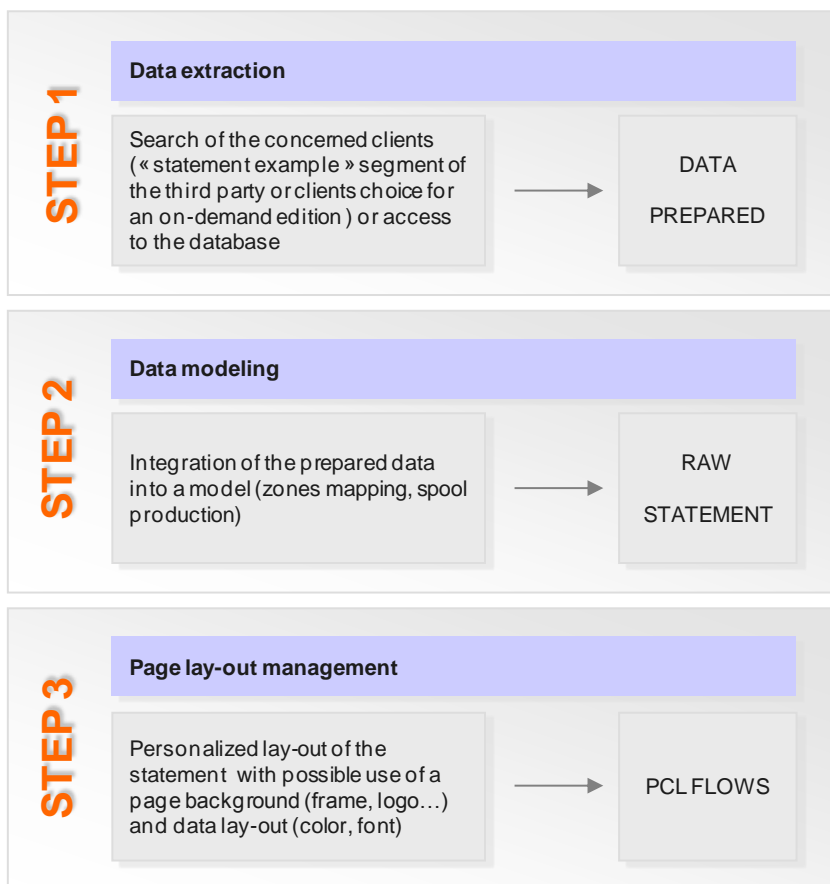 STEP 1
Data extraction
Search of the concerned clients
(« statement example » segment of
the third party or clients choice for
an on-demand edition) or access
to the database
DATA
PREPARED
STEP 2
Data modeling
Integration of the prepared data
into a model (zones mapping, spool
production)
RAW
STATEMENT
STEP 3
Page lay-out management
Personalized lay-out of the
statement with possible use of a
page background (frame, logo…)
and data lay-out (color, font)
PCL FLOWS